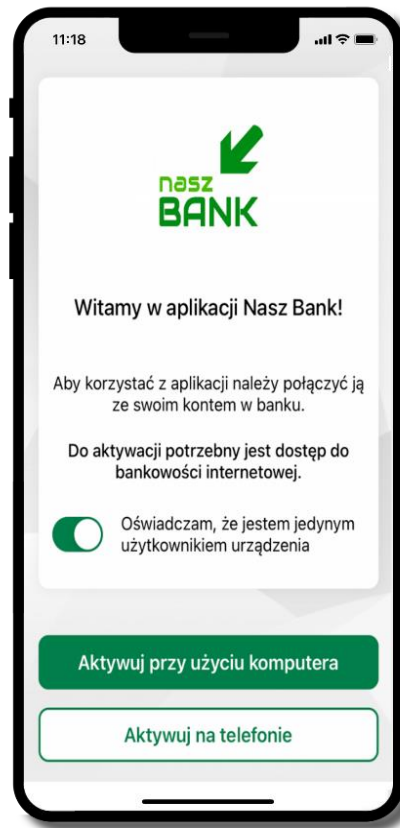 11:18
nasz
BANK
Witamy w aplikacji Nasz Bank!
Aby korzystać z aplikacji należy połączyć ją
ze swoim kontem w banku.
Do aktywacji potrzebny jest dostęp do
bankowości internetowej.
Oświadczam, że jestem jedynym
użytkownikiem urządzenia
Aktywuj przy użyciu komputera
Aktywuj na telefonie